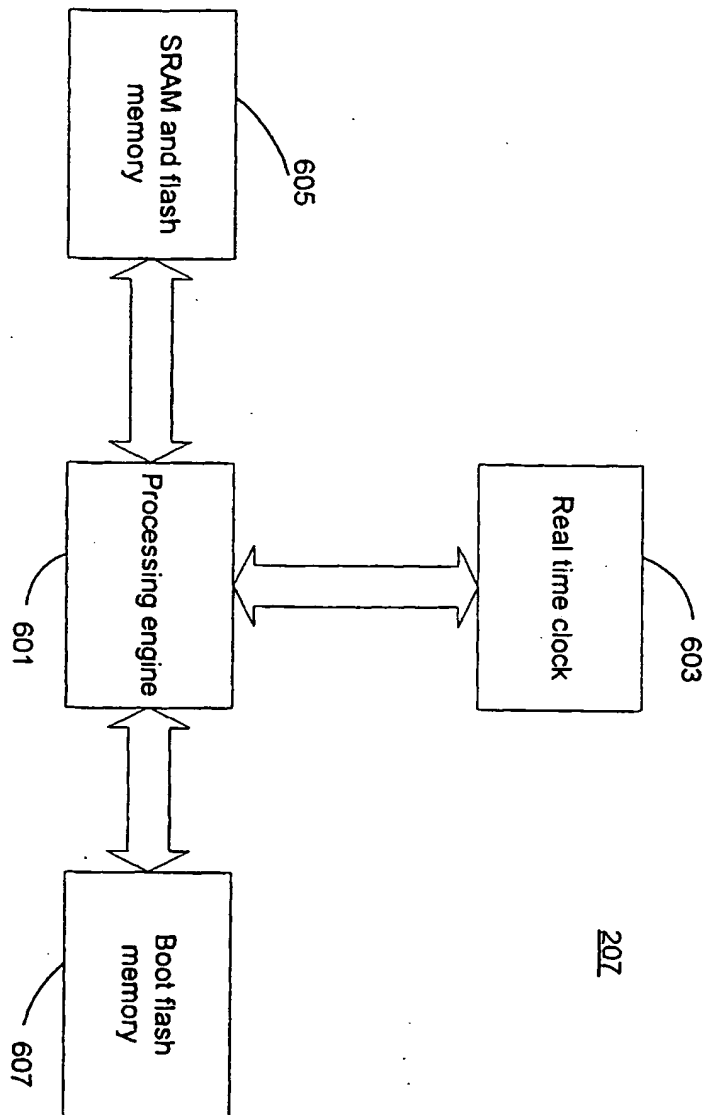 603
207
Real time clock
605
SRAM and flash
memory
Processing engine
Boot flash
memory
601
607